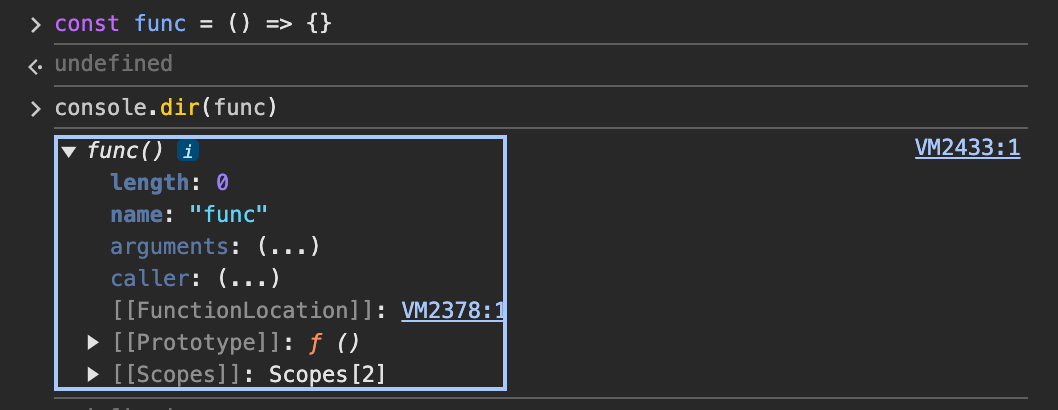 > const func = () => {}
undefined
> console.dir(func)
▼ func() i VM2433:1
length: 0
name: "func"
arguments: (...)
caller: (...)
[[FunctionLocation]]: VM2378:1
▶ [[Prototype]]: ƒ ()
▶ [[Scopes]]: Scopes[2]